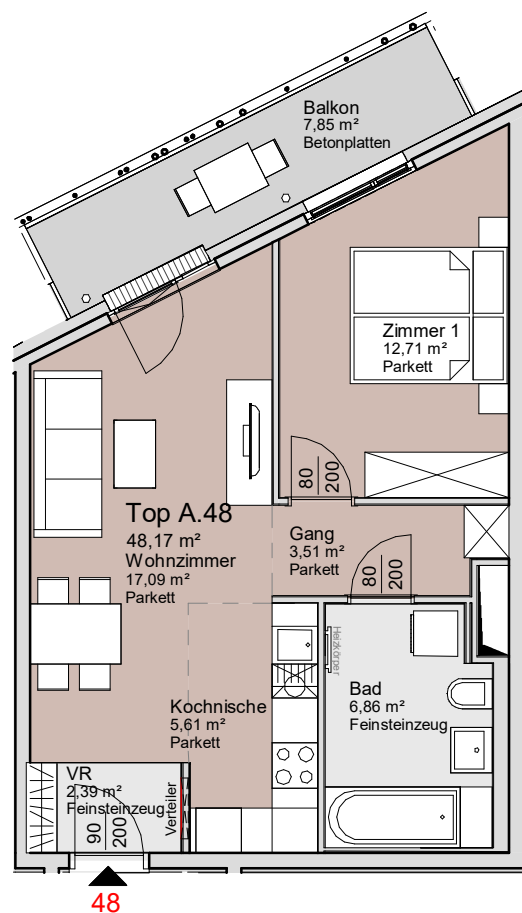 Balkon
7,85 m²
Betonplatten
Zimmer 1
12,71 m²
Parkett
80
200
Top A.48
48,17 m²
Wohnzimmer
17,09 m²
Parkett
Gang
3,51 m²
Parkett
80
200
Heizkörper
Bad
6,86 m²
Feinsteinzeug
Kochnische
5,61 m²
Parkett
VR
2,39 m²
Feinsteinzeug
Verteiler
90
200
48